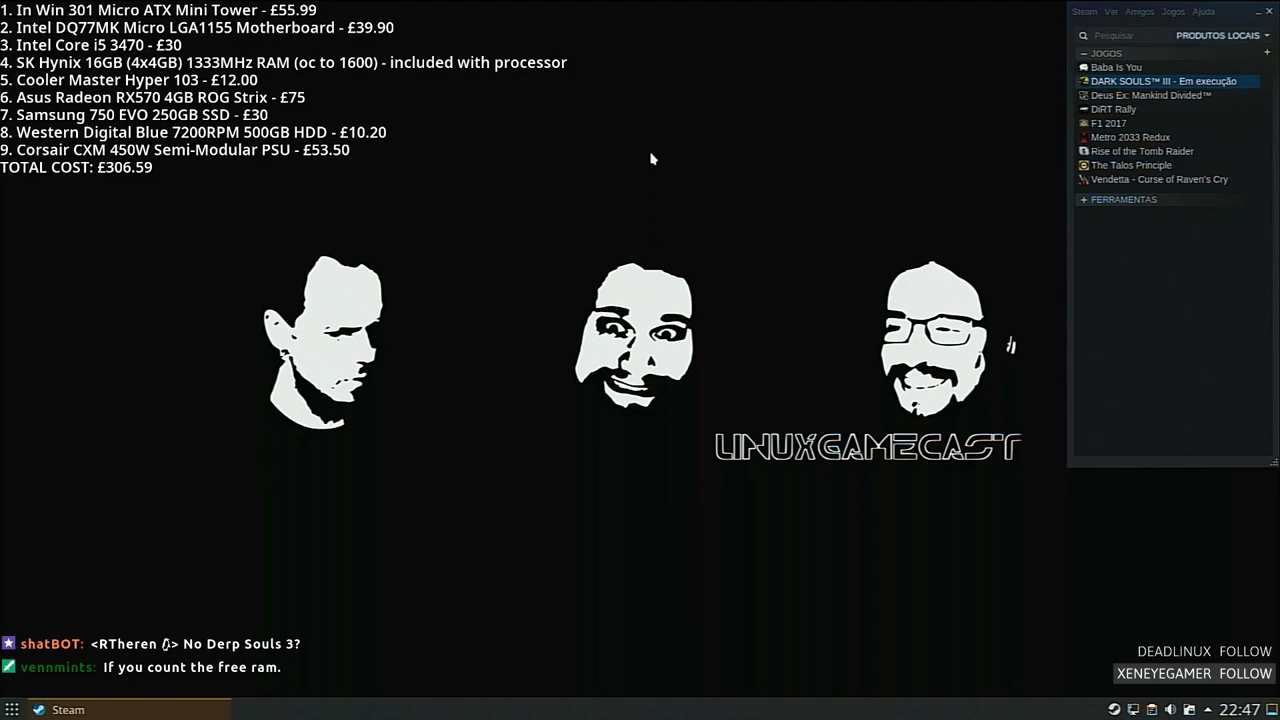 1. In Win 301 Micro ATX Mini Tower - £55.99
2. Intel DQ77MK Micro LGA1155 Motherboard - £39.90
3. Intel Core i5 3470 - £30
4. SK Hynix 16GB (4x4GB) 1333MHz RAM (oc to 1600) - included with processor
5. Cooler Master Hyper 103 - £12.00
6. Asus Radeon RX570 4GB ROG Strix - £75
7. Samsung 750 EVO 250GB SSD - £30
8. Western Digital Blue 7200RPM 500GB HDD - £10.20
9. Corsair CXM 450W Semi-Modular PSU - £53.50
TOTAL COST: £306.59
Steam Ver Amigos Jogos Ajuda
Pesquisar PRODUTOS LOCAIS
JOGOS
Baba Is You
DARK SOULS™ III - Em execução
Deus Ex: Mankind Divided™
DiRT Rally
F1 2017
Metro 2033 Redux
Rise of the Tomb Raider
The Talos Principle
Vendetta - Curse of Raven's Cry
FERRAMENTAS
LINUXGAMECAST
shatBOT: <RTheren> No Derp Souls 3?
vennmints: If you count the free ram.
DEADLINUX FOLLOW
XENEYEGAMER FOLLOW
Steam
22:47